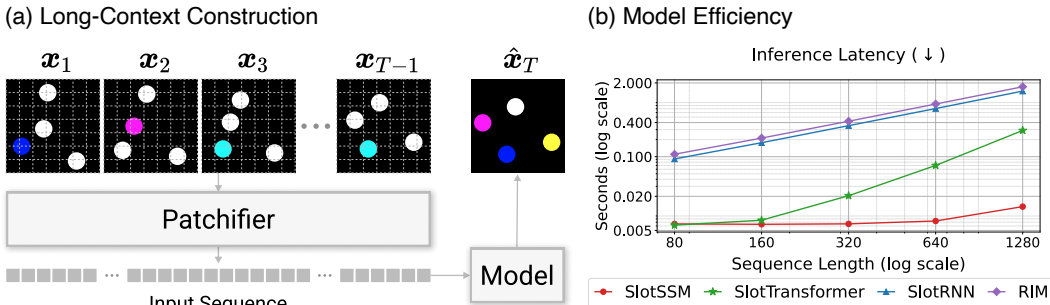 (a) Long-Context Construction
x₁ x₂ x₃ x_{T−1} x̂_T
Patchifier
... ...
Model
Input Sequence
(b) Model Efficiency
Inference Latency (↓)
Seconds (log scale)
2.000
0.400
0.100
0.020
0.005
80 160 320 640 1280
Sequence Length (log scale)
SlotSSM SlotTransformer SlotRNN RIM